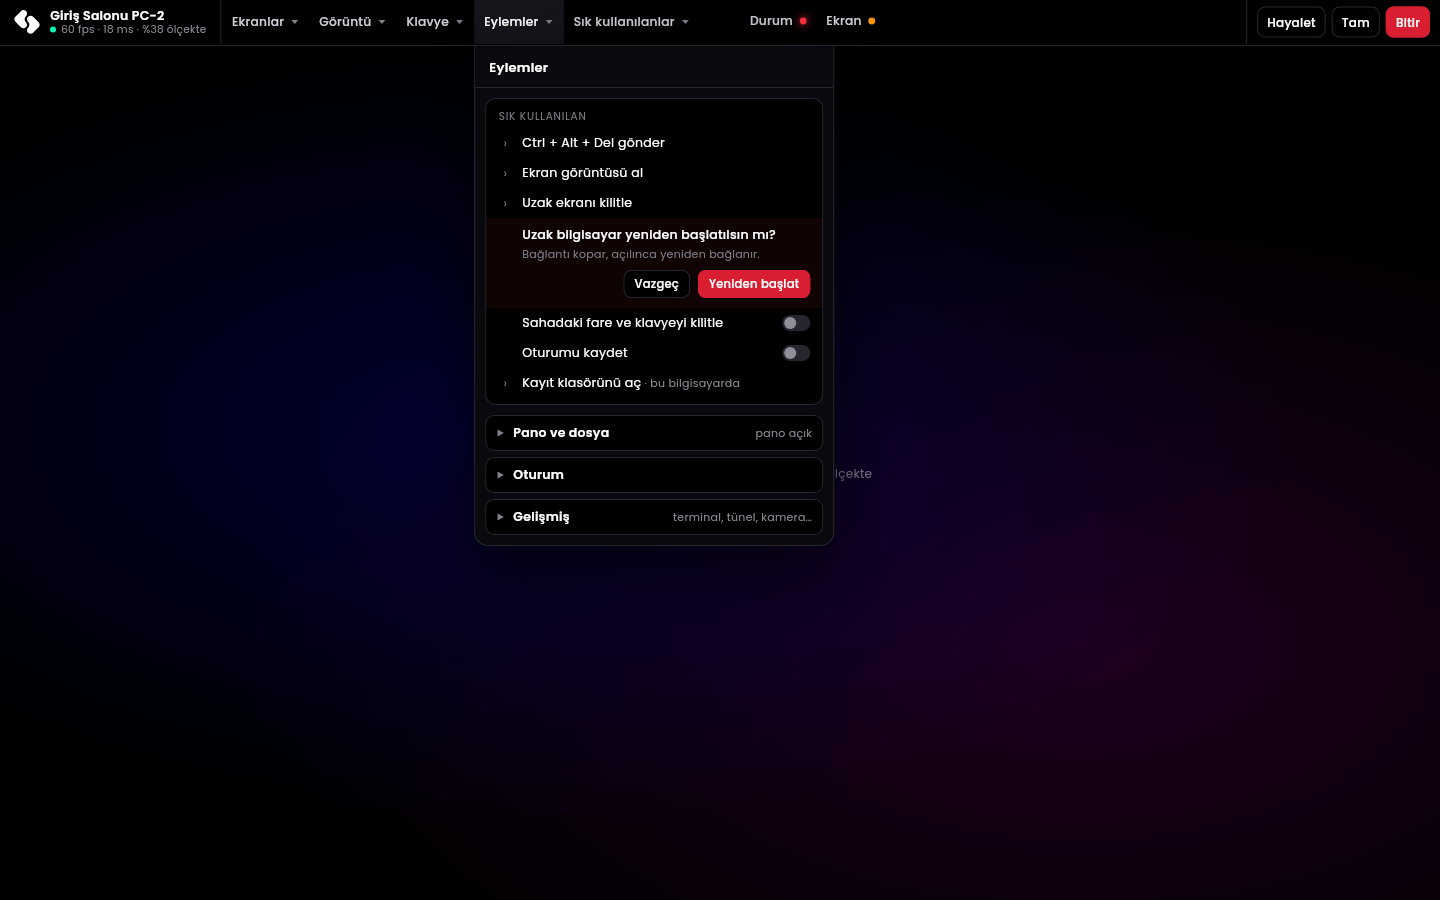 Giriş Salonu PC-2
60 fps · 18 ms · %38 ölçekte
Ekranlar
Görüntü
Klavye
Eylemler
Sık kullanılanlar
Durum
Ekran
Hayalet
Tam
Bitir
Eylemler
SIK KULLANILAN
Ctrl + Alt + Del gönder
Ekran görüntüsü al
Uzak ekranı kilitle
Uzak bilgisayar yeniden başlatılsın mı?
Bağlantı kopar, açılınca yeniden bağlanır.
Vazgeç
Yeniden başlat
Sahadaki fare ve klavyeyi kilitle
Oturumu kaydet
Kayıt klasörünü aç · bu bilgisayarda
Pano ve dosya
pano açık
lçekte
Oturum
Gelişmiş
terminal, tünel, kamera…